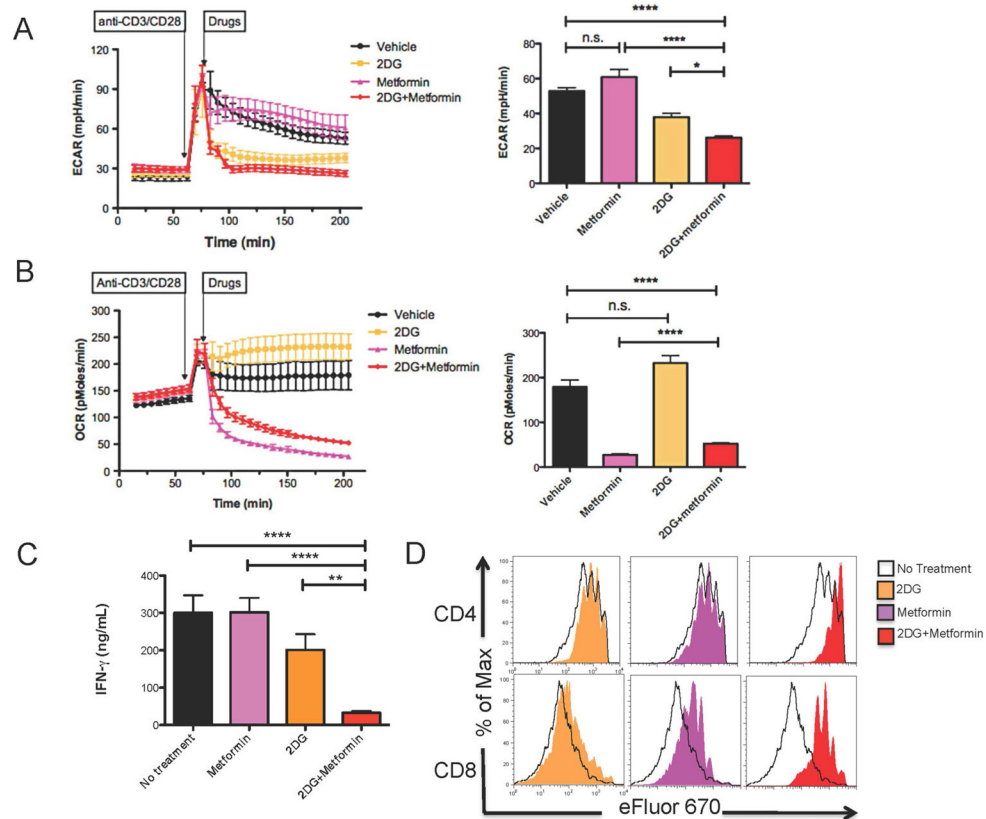 A
anti-CD3/CD28
Drugs
ECAR (mpH/min)
120
90
60
30
0
0
50
100
150
200
Time (min)
Vehicle
2DG
Metformin
2DG+Metformin
****
n.s.
****
*
ECAR (mpH/min)
80
60
40
20
0
Vehicle
Metformin
2DG
2DG+metformin
B
Anti-CD3/CD28
Drugs
OCR (pMoles/min)
300
250
200
150
100
50
0
0
50
100
150
200
Time (min)
Vehicle
2DG
Metformin
2DG+Metformin
****
n.s.
****
OCR (pMoles/min)
300
200
100
0
Vehicle
Metformin
2DG
2DG+metformin
C
****
****
**
IFN-γ (ng/mL)
400
300
200
100
0
No treatment
Metformin
2DG
2DG+Metformin
D
CD4
CD8
% of Max
eFluor 670
No Treatment
2DG
Metformin
2DG+Metformin